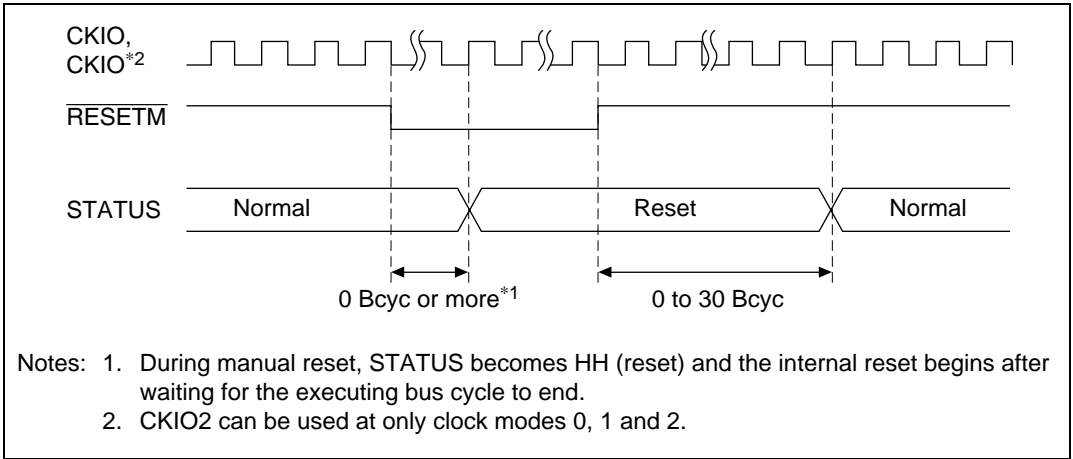 CKIO,
CKIO*2
RESETM
STATUS
Normal
Reset
Normal
0 Bcyc or more*1
0 to 30 Bcyc
Notes: 1. During manual reset, STATUS becomes HH (reset) and the internal reset begins after
waiting for the executing bus cycle to end.
2. CKIO2 can be used at only clock modes 0, 1 and 2.